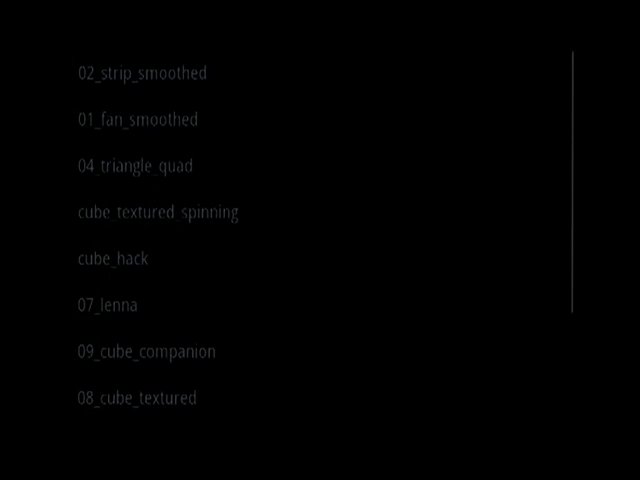 02_strip_smoothed
01_fan_smoothed
04_triangle_quad
cube_textured_spinning
cube_hack
07_lenna
09_cube_companion
08_cube_textured